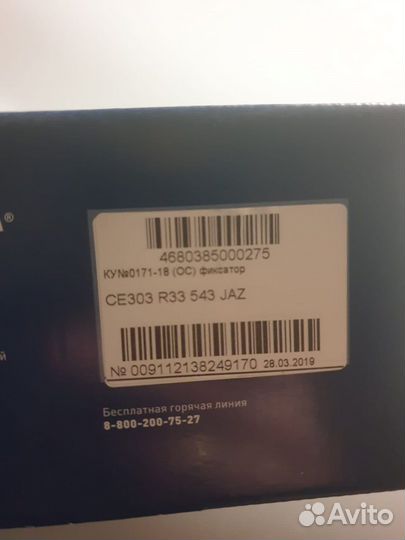 ®
4680385000275
КУ№0171-18 (ОС) фиксатор
CE303 R33 543 JAZ
№ 009112138249170 28.03.2019
Бесплатная горячая линия
8-800-200-75-27
Avito